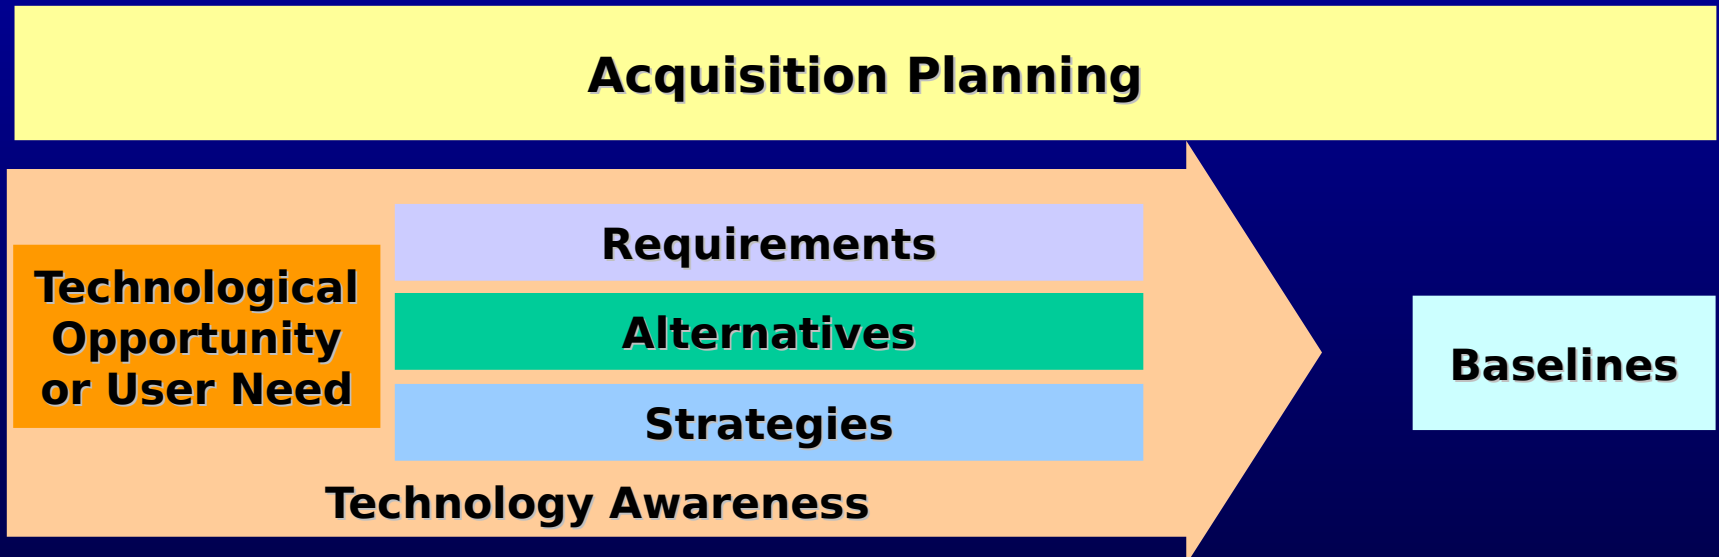 Acquisition Planning
Requirements
Technological
Opportunity
or User Need
Alternatives
Strategies
Baselines
Technology Awareness